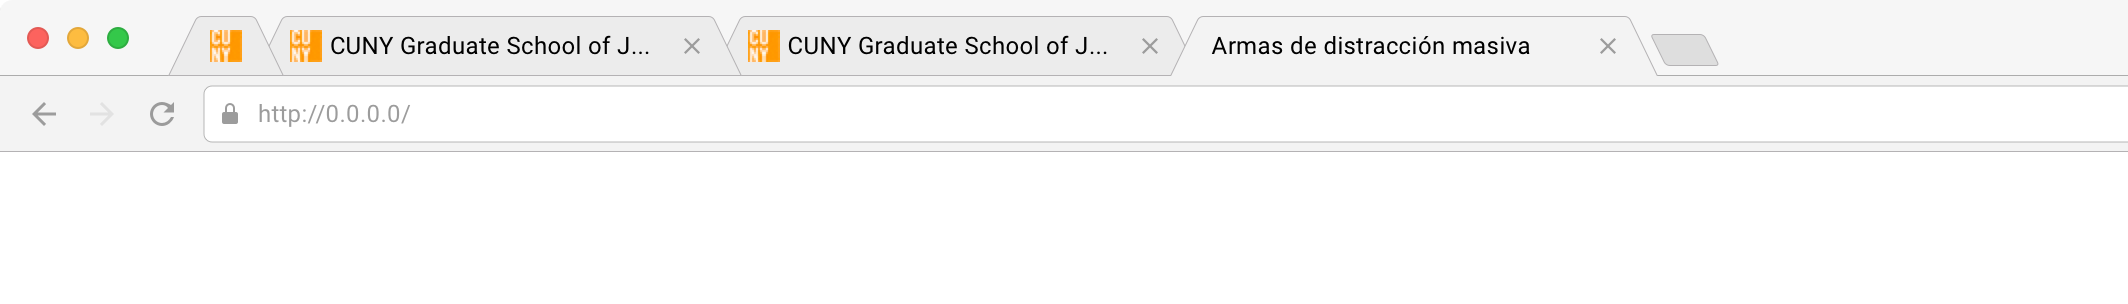 CU
NY
CU
NY
CUNY Graduate School of J...
CU
NY
CUNY Graduate School of J...
Armas de distracción masiva
http://0.0.0.0/